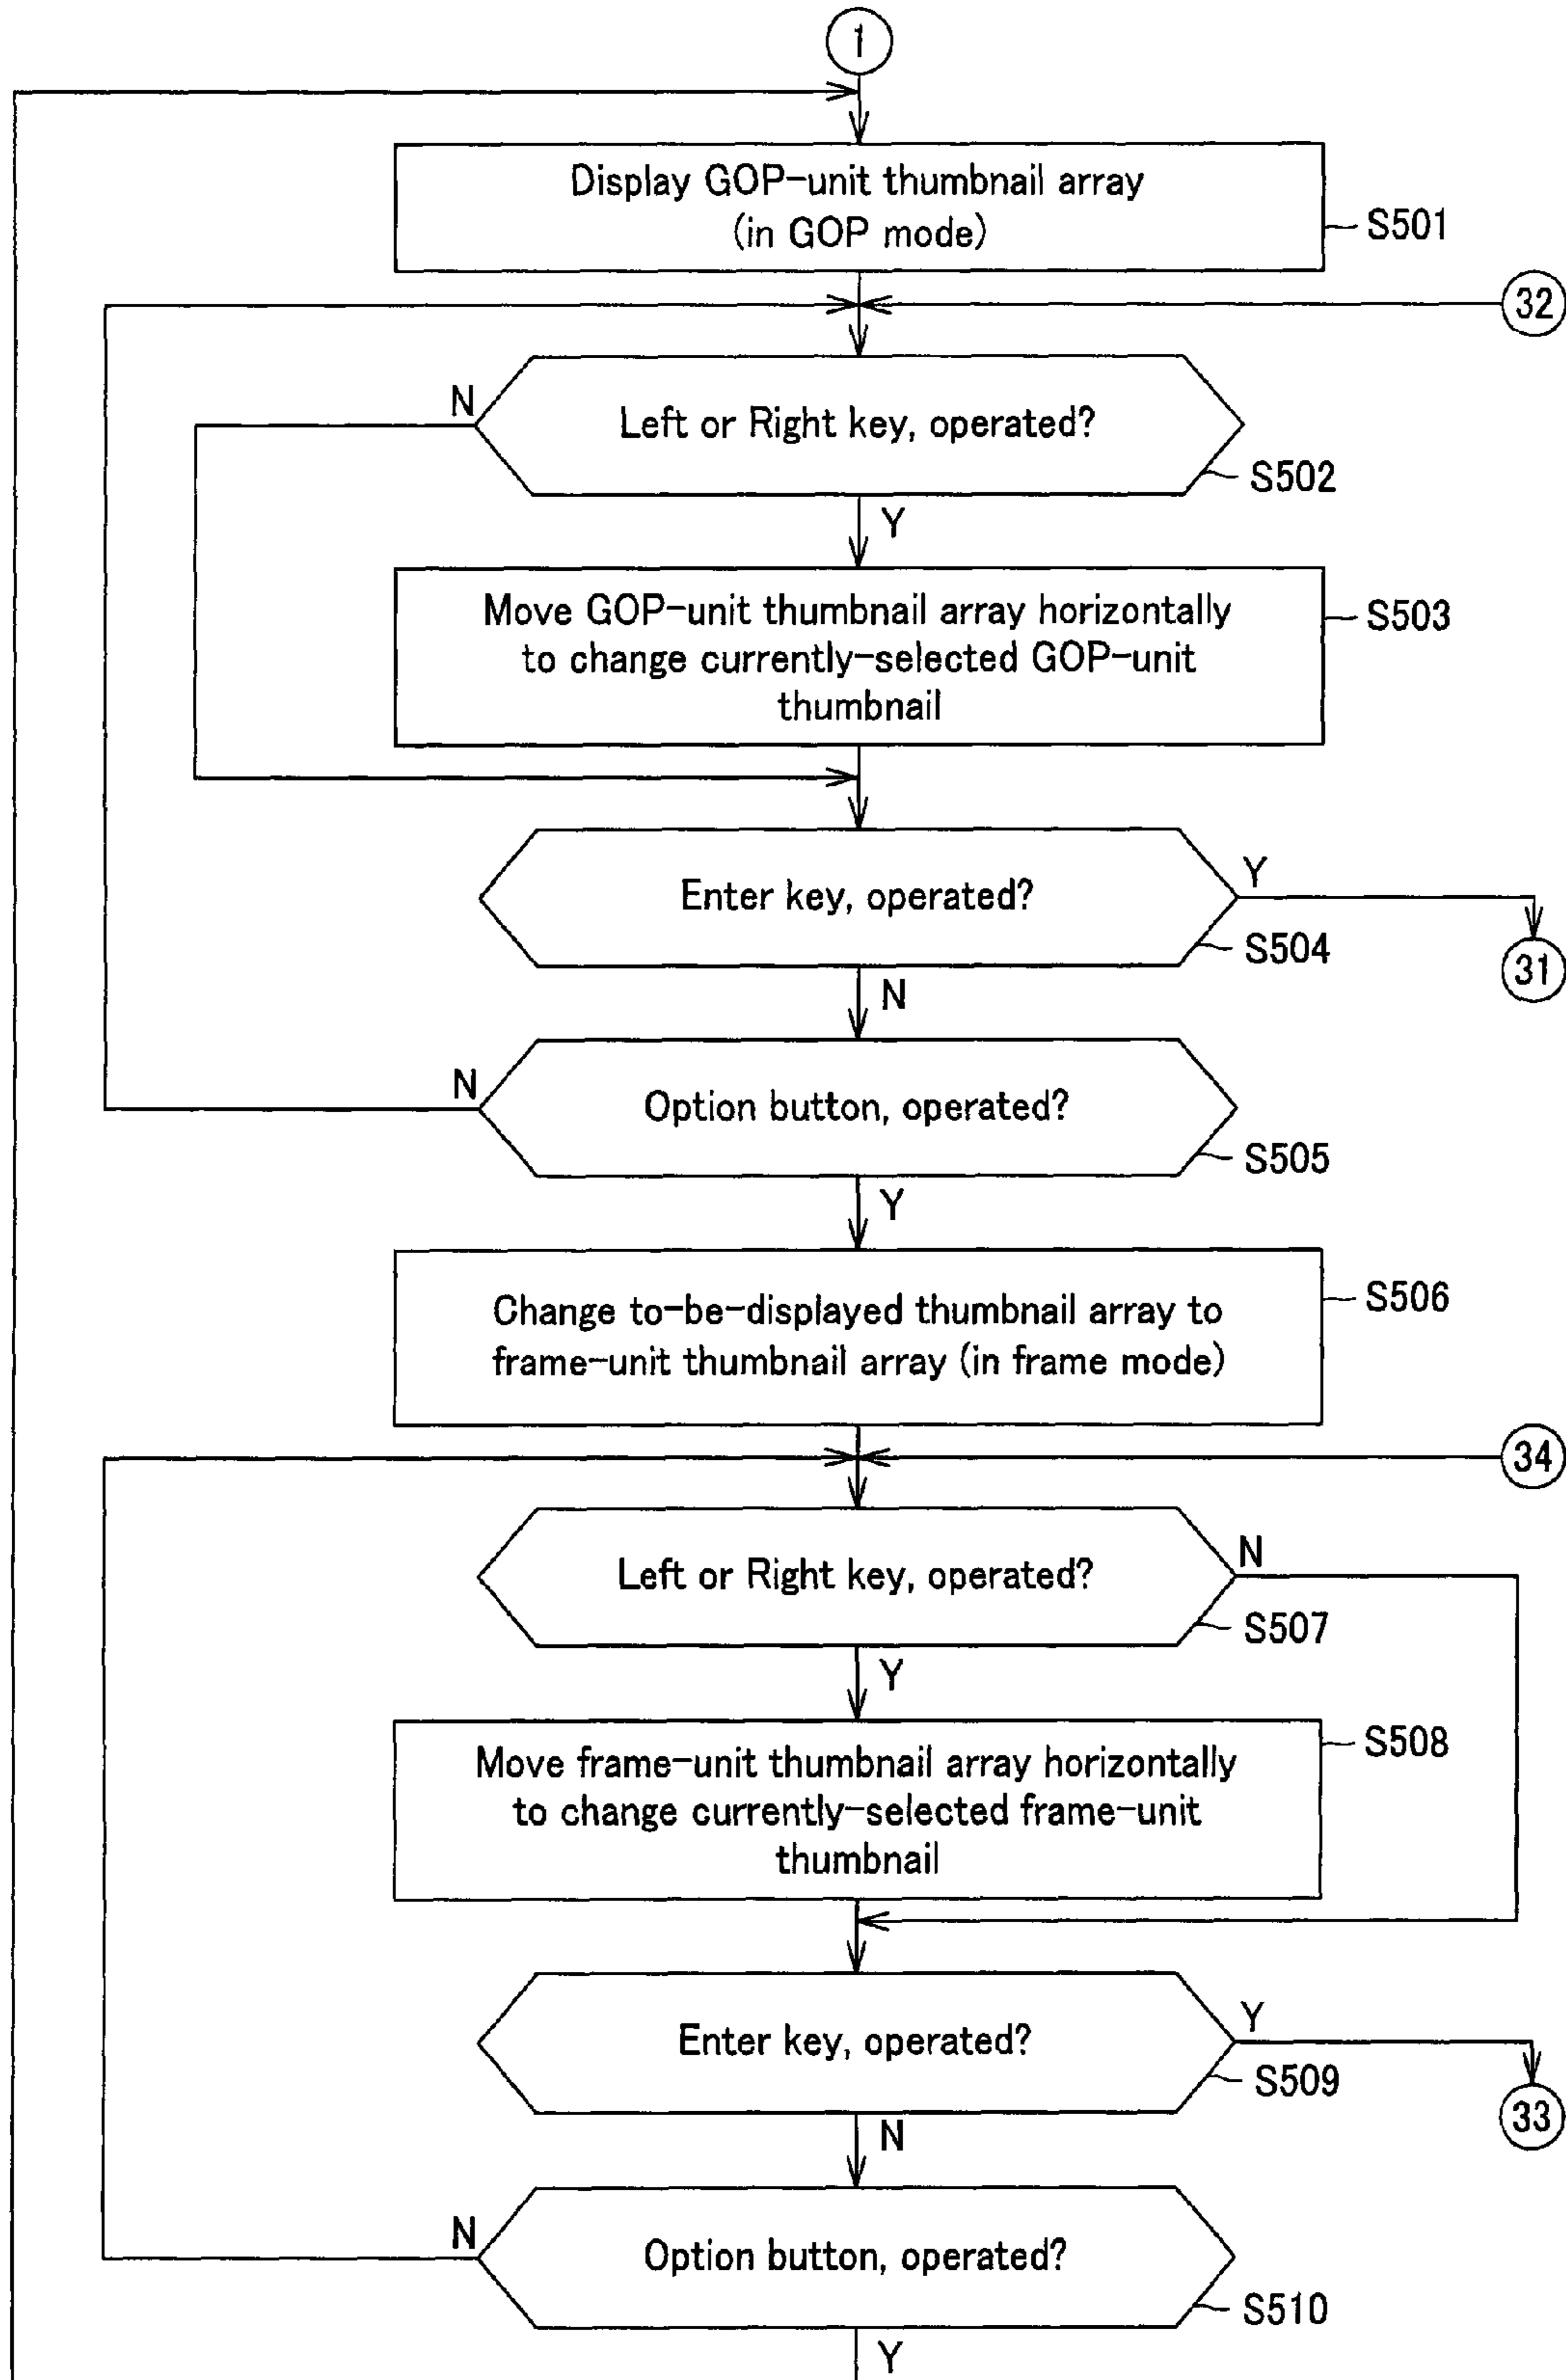 1
Display GOP-unit thumbnail array
(in GOP mode)
S501
32
N
Left or Right key, operated?
S502
Y
Move GOP-unit thumbnail array horizontally
to change currently-selected GOP-unit
thumbnail
S503
Enter key, operated?
Y
S504
31
N
N
Option button, operated?
S505
Y
Change to-be-displayed thumbnail array to
frame-unit thumbnail array (in frame mode)
S506
34
Left or Right key, operated?
N
S507
Y
Move frame-unit thumbnail array horizontally
to change currently-selected frame-unit
thumbnail
S508
Enter key, operated?
Y
S509
33
N
N
Option button, operated?
S510
Y